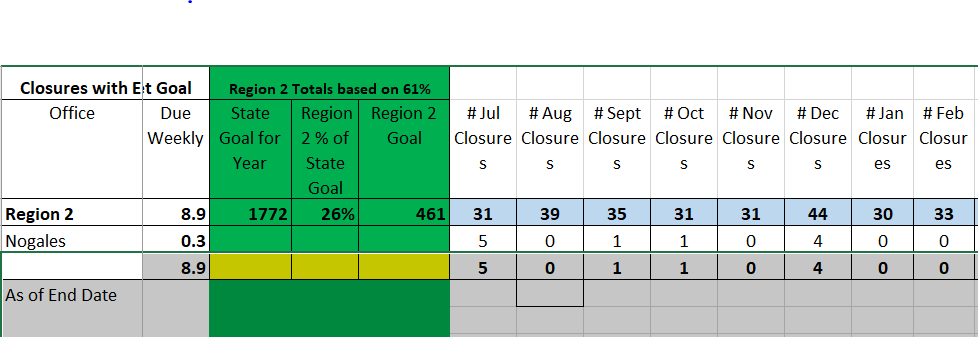 Closures with E t Goal Region 2 Totals based on 61%
Office Due Weekly State Goal for Year Region 2 % of State Goal Region 2 Goal # Jul Closures # Aug Closures # Sept Closures # Oct Closures # Nov Closures # Dec Closures # Jan Closures # Feb Closures
Region 2 8.9 1772 26% 461 31 39 35 31 31 44 30 33
Nogales 0.3 5 0 1 1 0 4 0 0
8.9 5 0 1 1 0 4 0 0
As of End Date